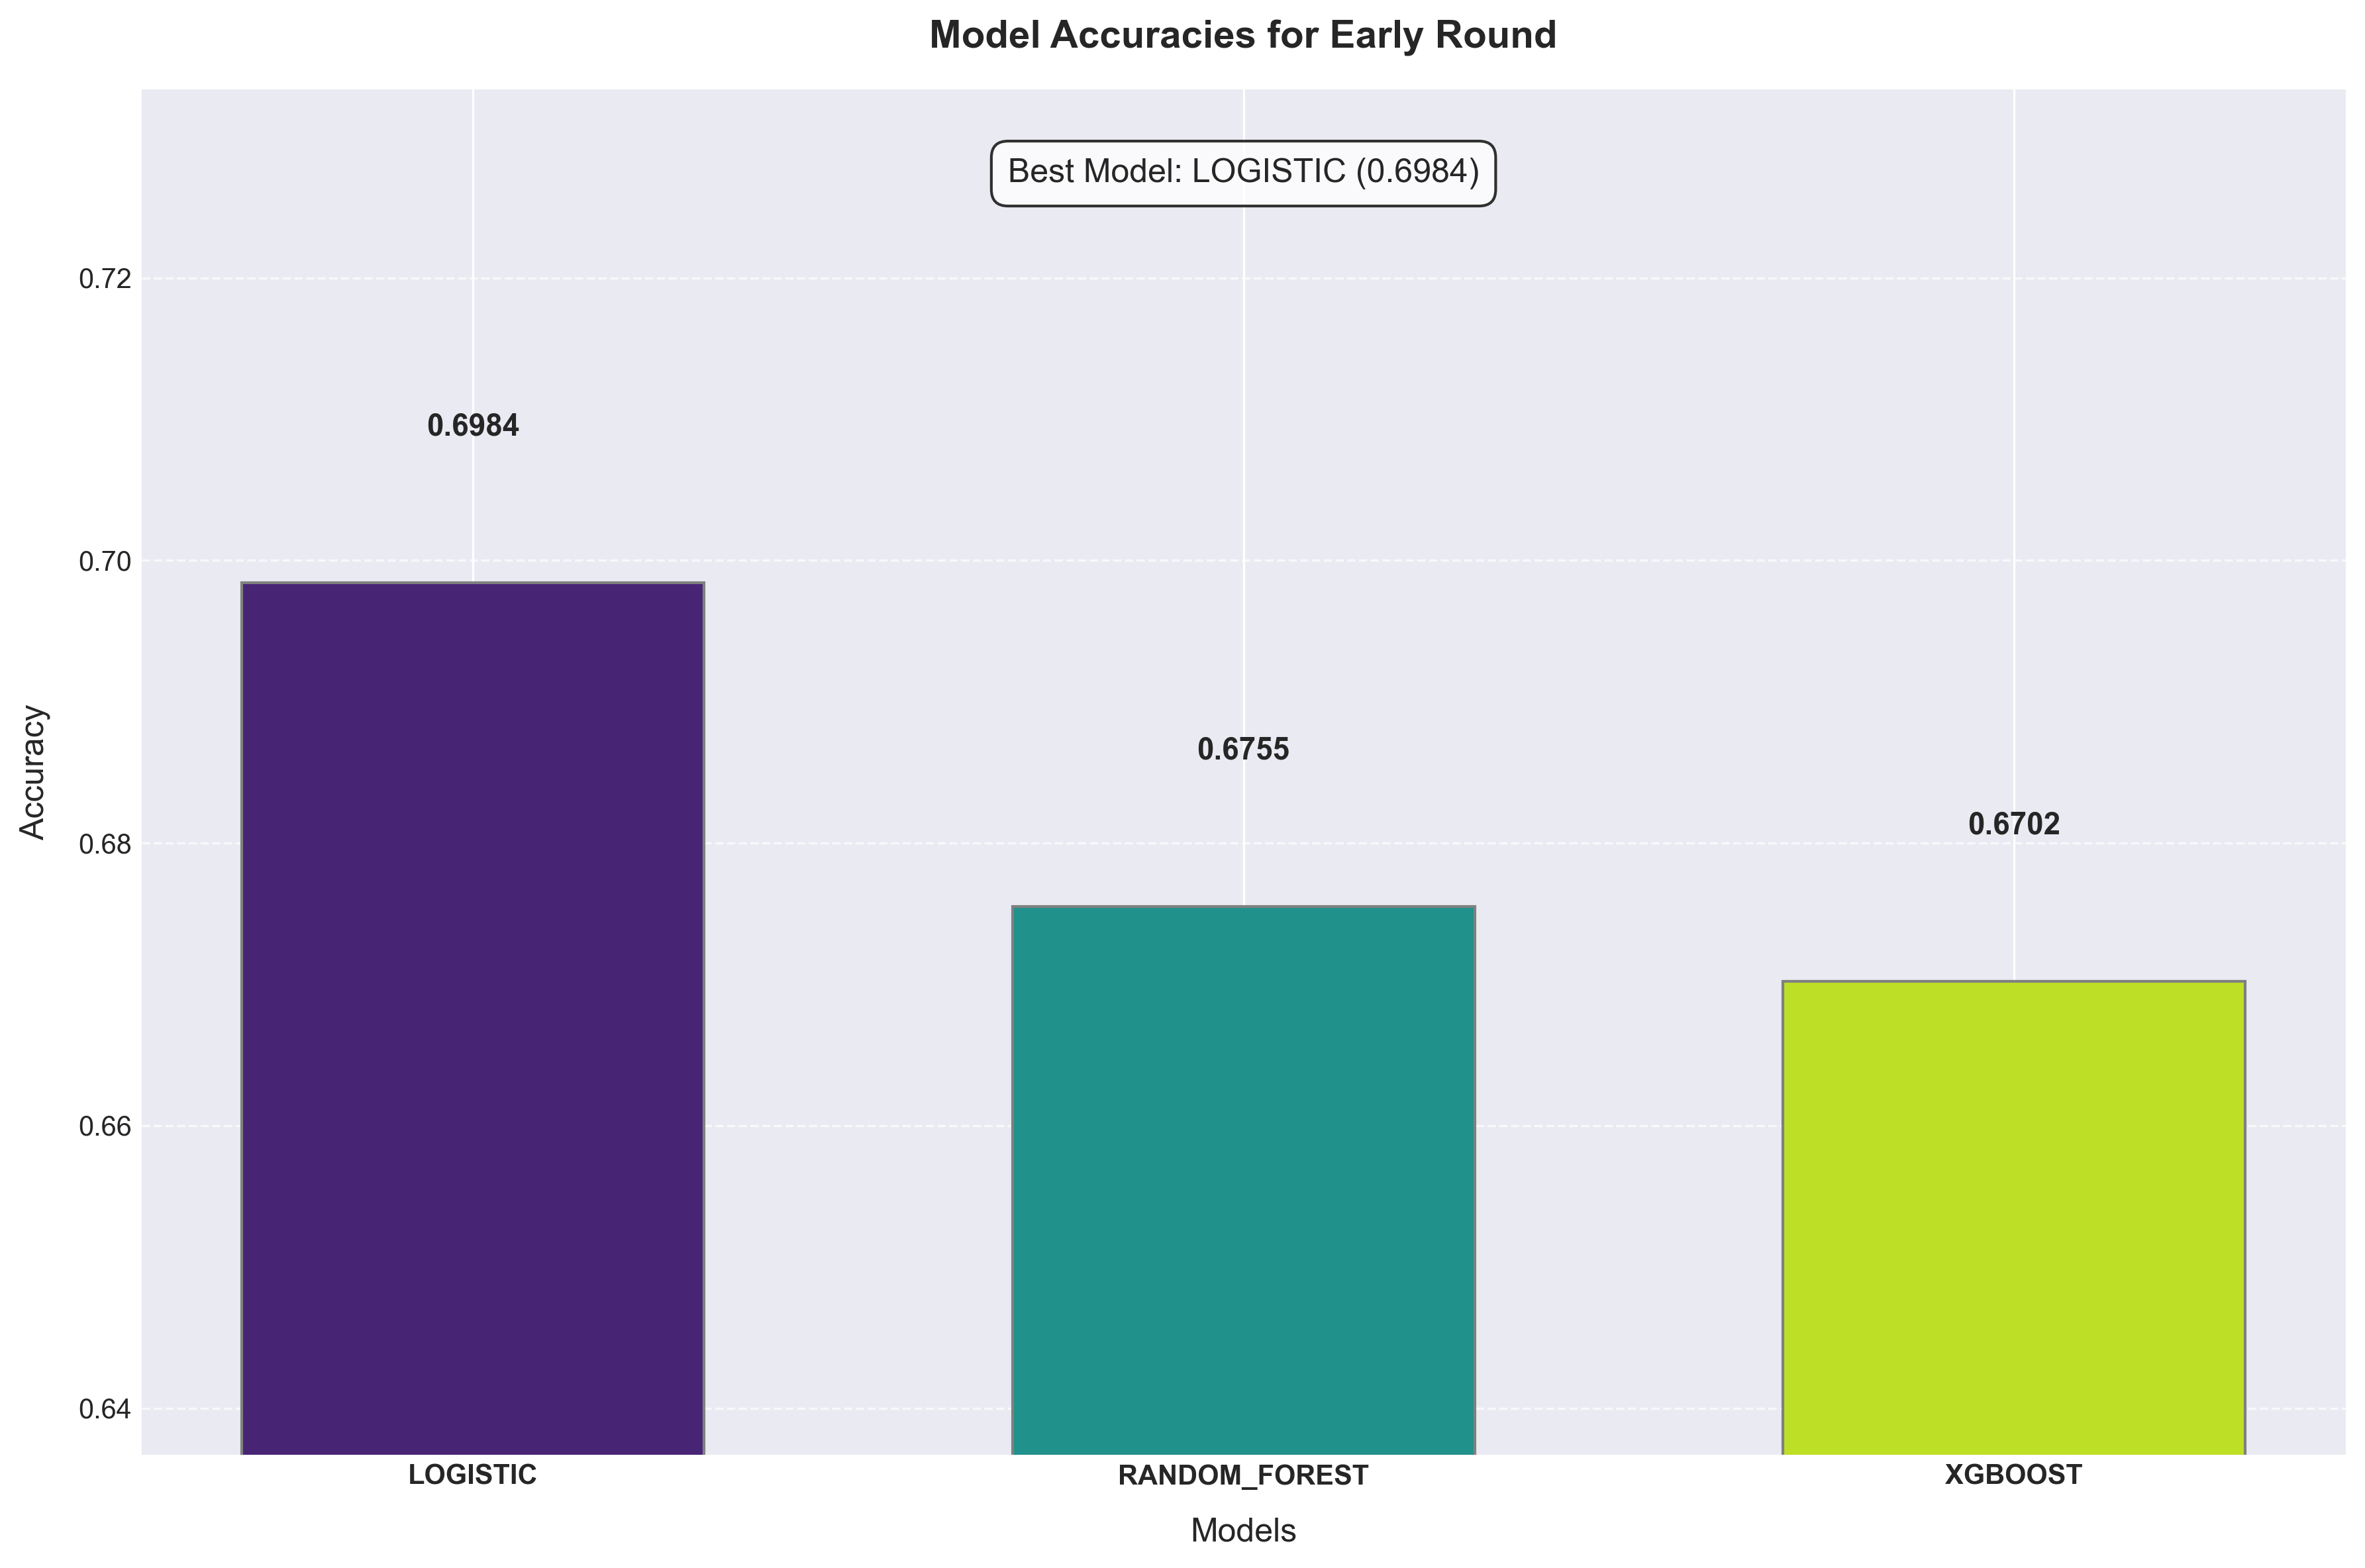 Model Accuracies for Early Round
Best Model: LOGISTIC (0.6984)
0.72
0.6984
0.70
0.6755
0.6702
0.68
0.66
0.64
Accuracy
LOGISTIC
RANDOM_FOREST
XGBOOST
Models